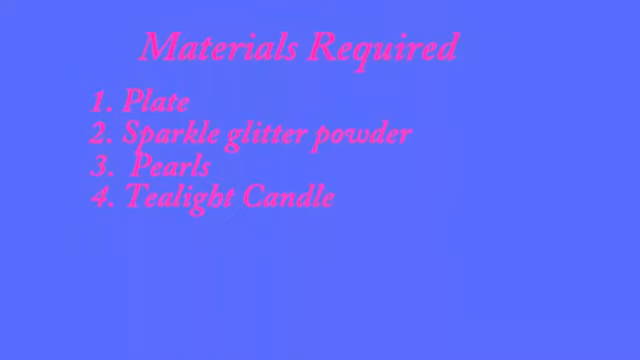 Materials Required
1. Plate
2. Sparkle glitter powder
3. Pearls
4. Tealight Candle